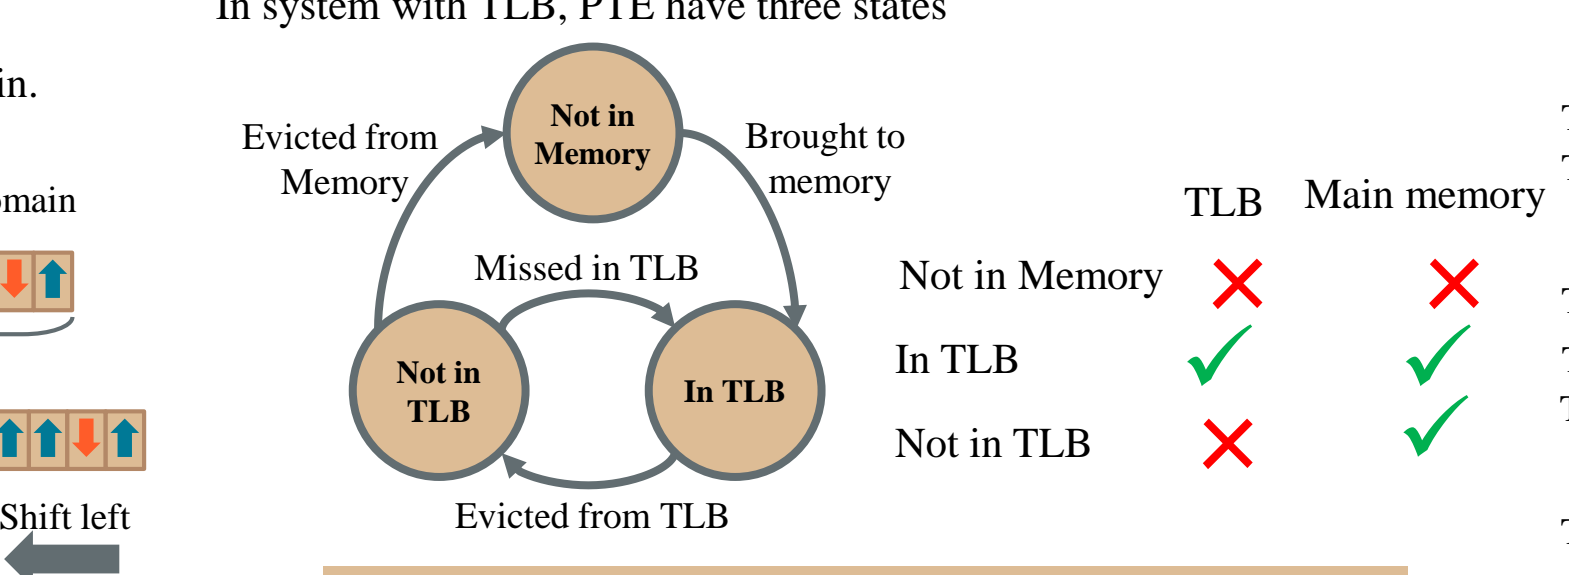 In system with TLB, PTE have three states
in.
main
Shift left
Not in
Memory
Evicted from
Memory
Brought to
memory
Missed in TLB
Not in
TLB
In TLB
Evicted from TLB
TLB Main memory
Not in Memory
In TLB
Not in TLB
T
T
T
T
T
T